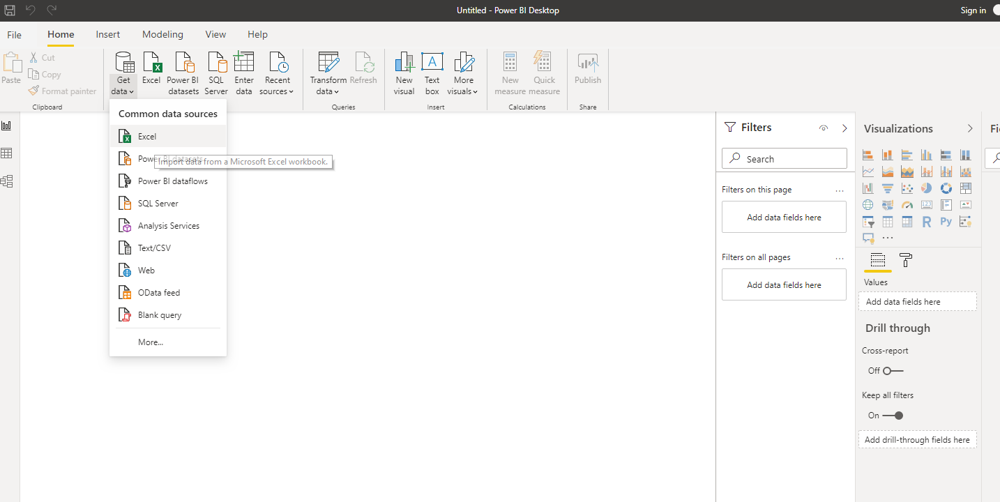 Untitled - Power BI Desktop
Sign in
File Home Insert Modeling View Help
Paste
Cut
Copy
Format painter
Clipboard
Get data
Excel
Power BI datasets
SQL Server
Enter data
Recent sources
Transform data
Refresh
Queries
New visual
Text box
More visuals
Insert
New measure
Quick measure
Calculations
Publish
Share
Common data sources
Excel
Import data from a Microsoft Excel workbook.
Power BI datasets
Power BI dataflows
SQL Server
Analysis Services
Text/CSV
Web
OData feed
Blank query
More...
Filters
Search
Filters on this page ...
Add data fields here
Filters on all pages ...
Add data fields here
Visualizations
123
R
Py
...
Values
Add data fields here
Drill through
Cross-report
Off
Keep all filters
On
Add drill-through fields here